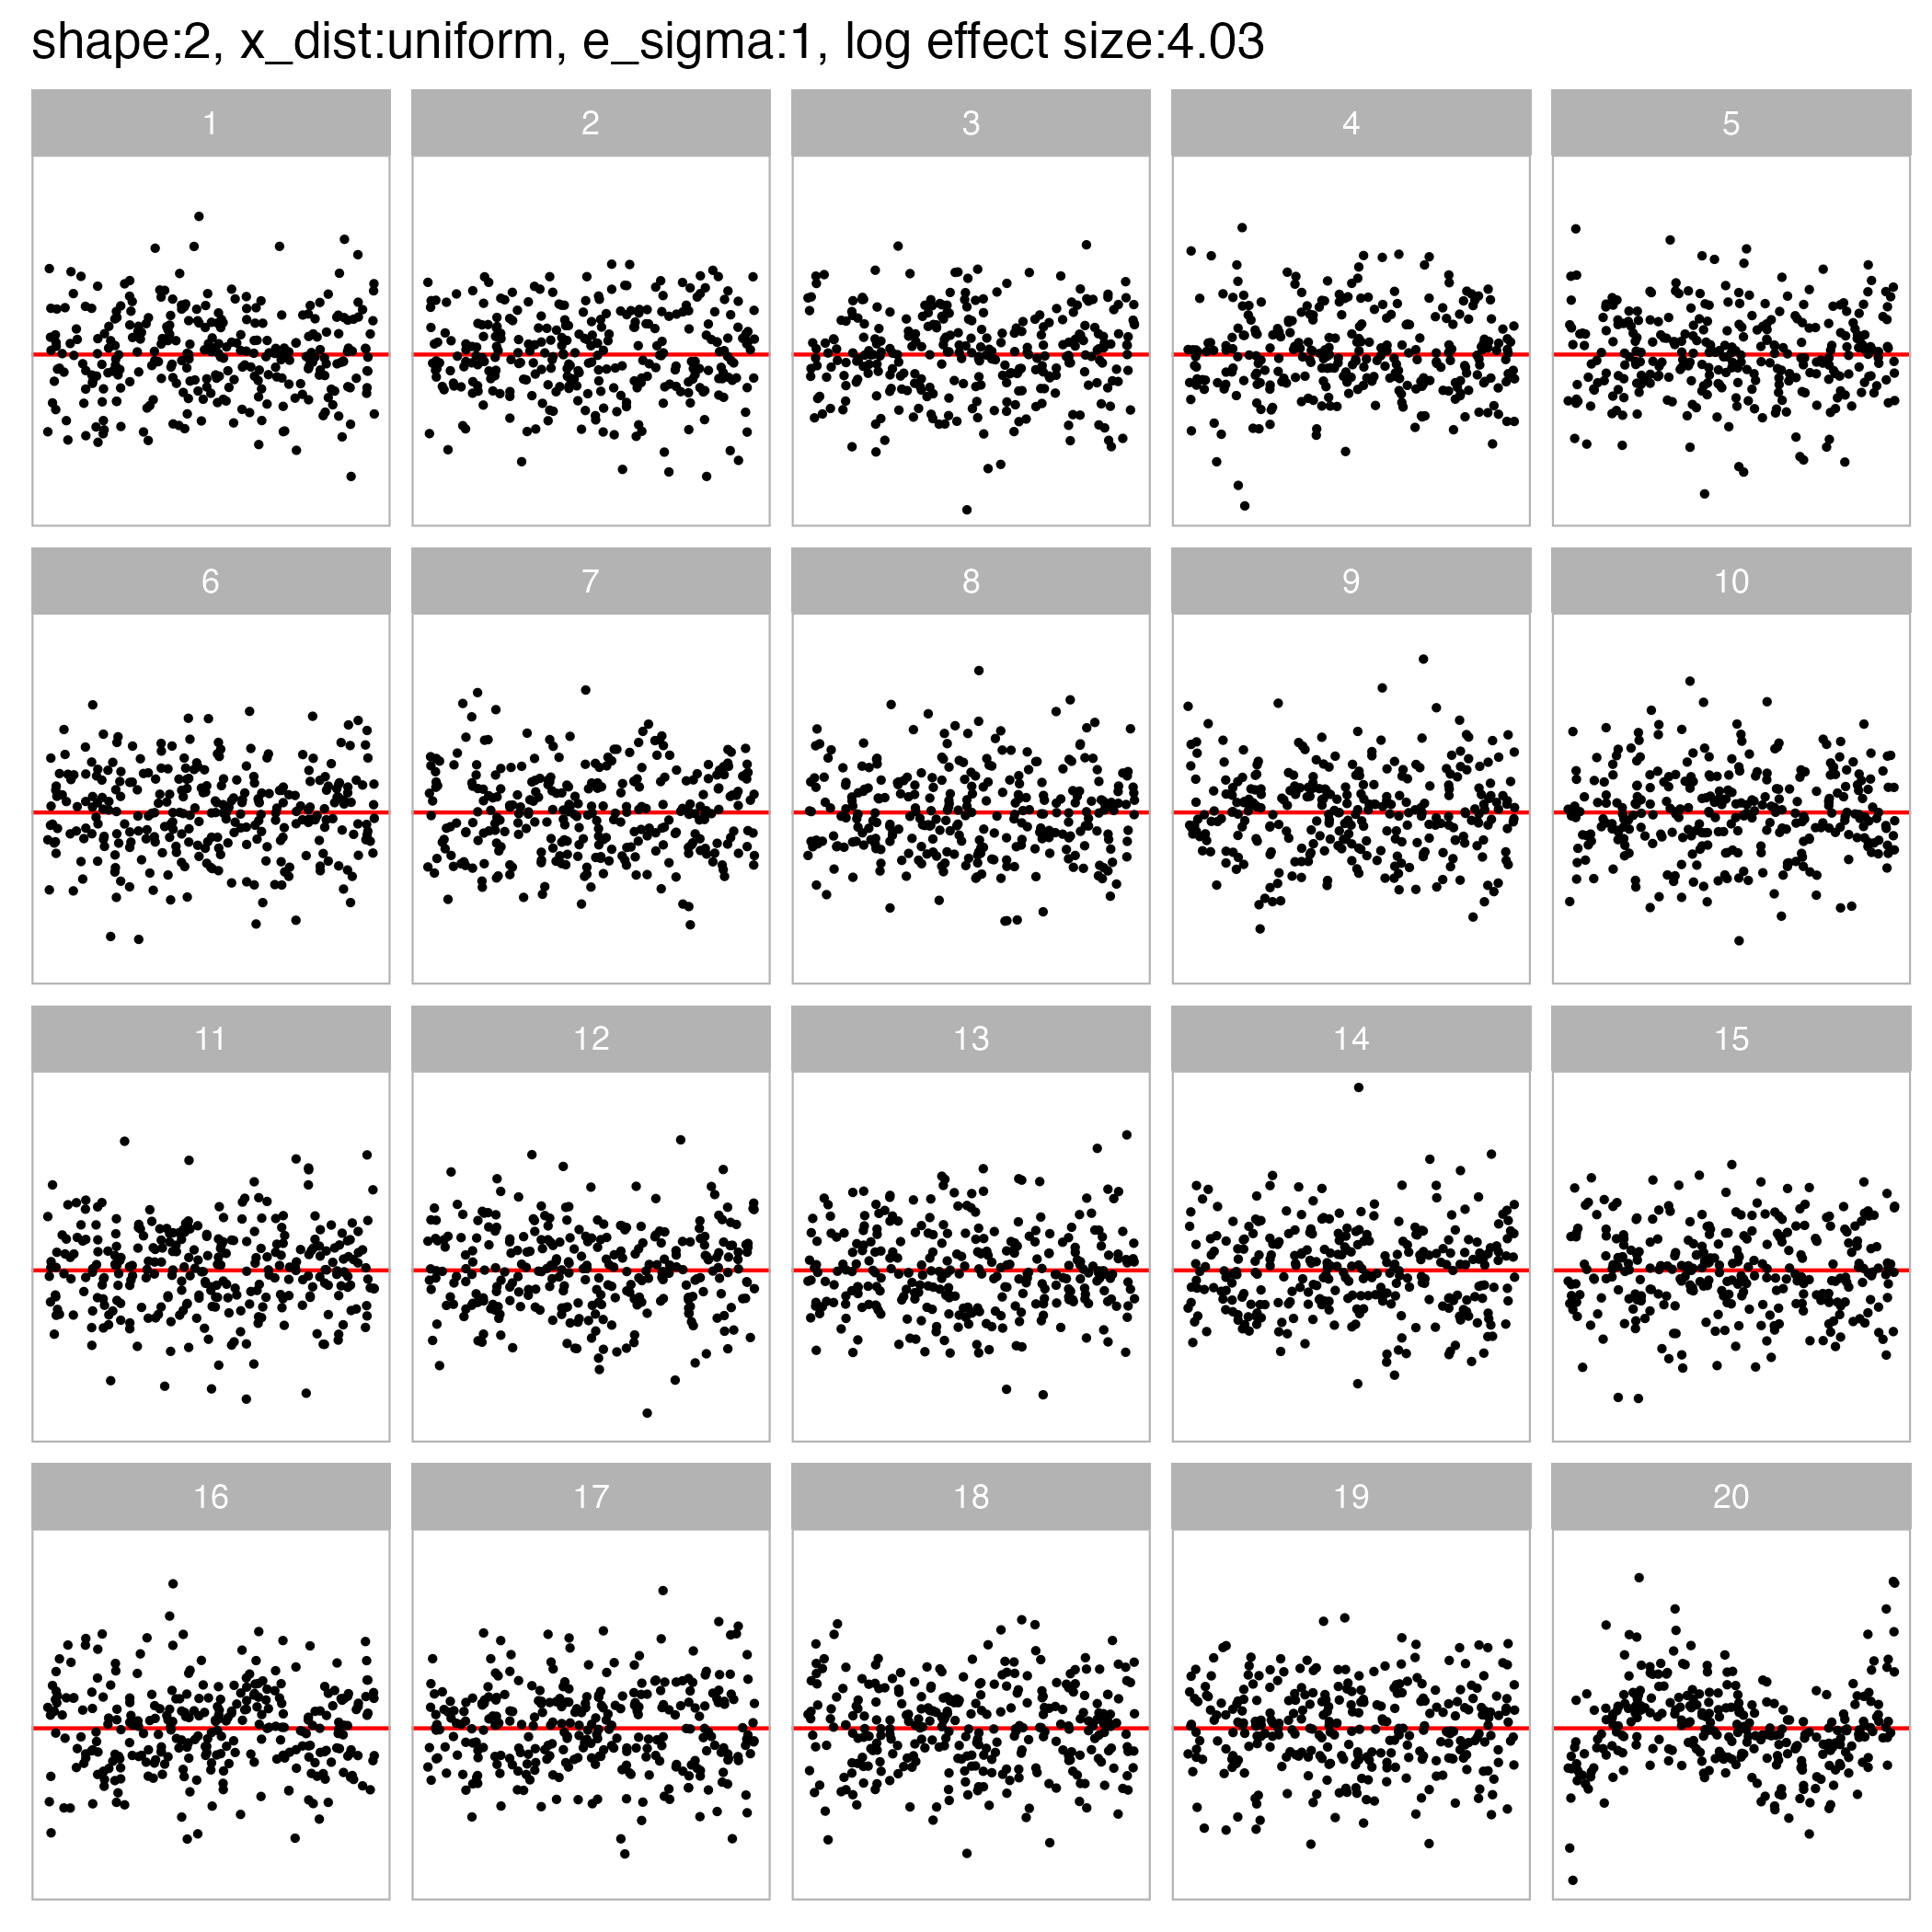 shape:2, x_dist:uniform, e_sigma:1, log effect size:4.03
1 2 3 4 5
6 7 8 9 10
11 12 13 14 15
16 17 18 19 20